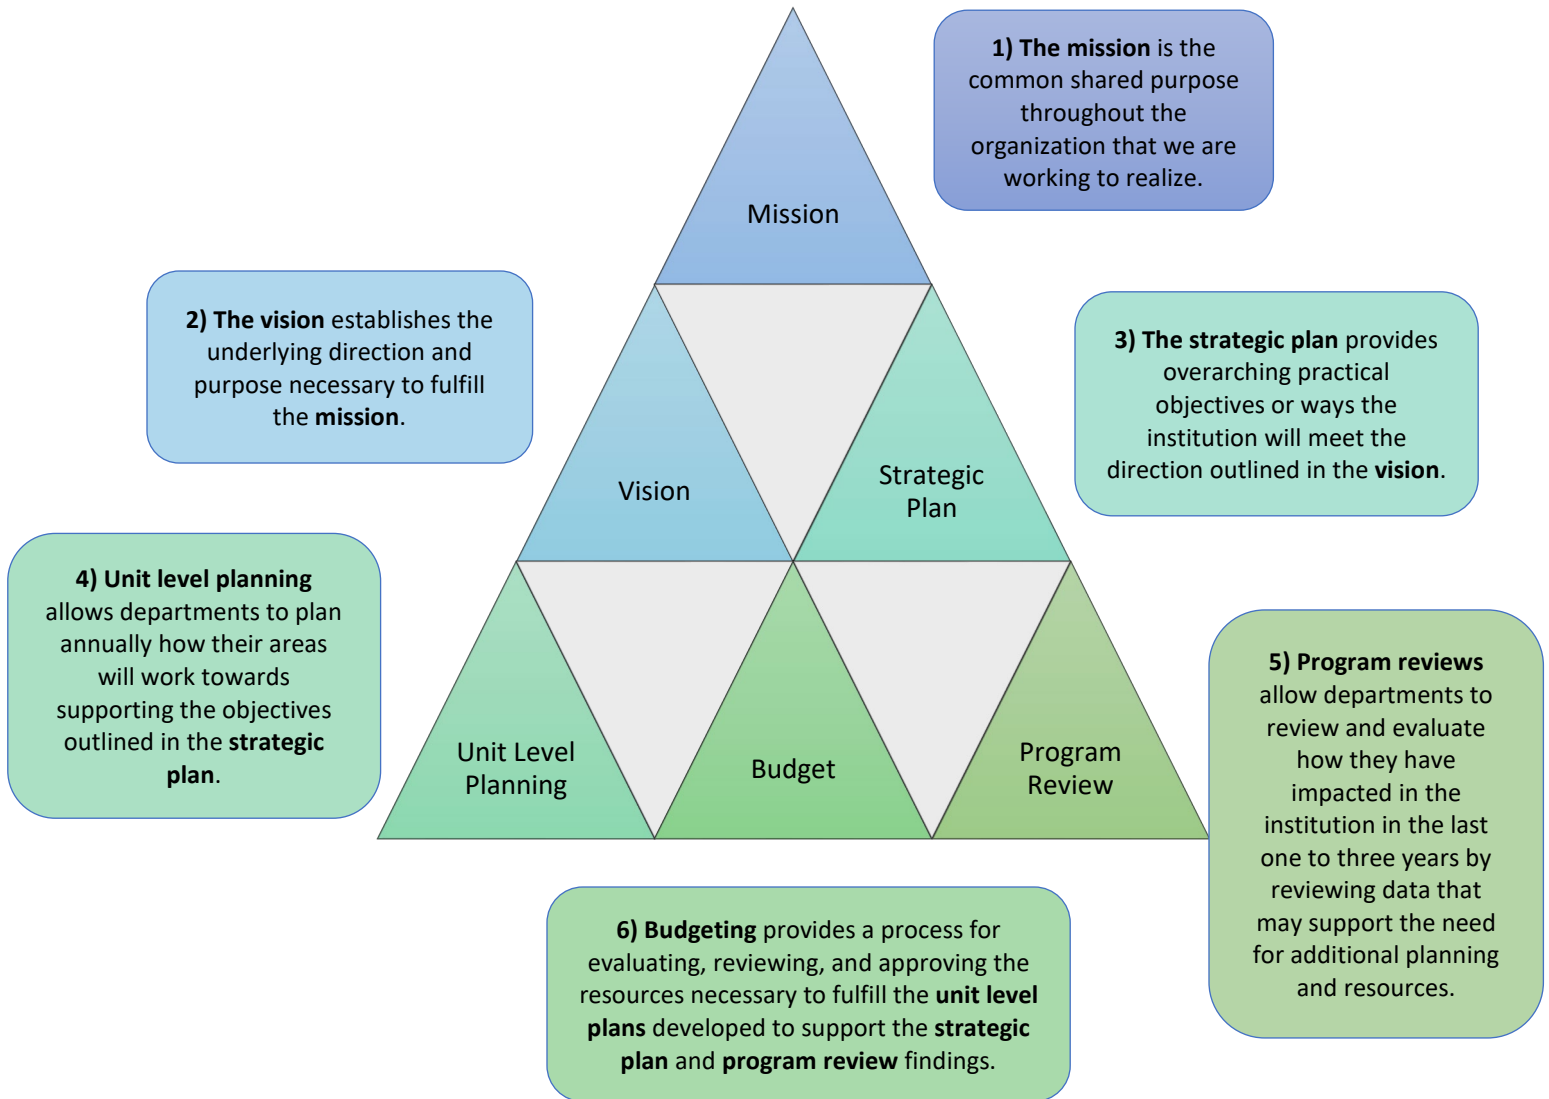 1) The mission is the
common shared purpose
throughout the
organization that we are
working to realize.
Mission
2) The vision establishes the
underlying direction and
purpose necessary to fulfill
the mission.
3) The strategic plan provides
overarching practical
objectives or ways the
institution will meet the
direction outlined in the vision.
Vision
Strategic
Plan
4) Unit level planning
allows departments to plan
annually how their areas
will work towards
supporting the objectives
outlined in the strategic
plan.
5) Program reviews
allow departments to
review and evaluate
how they have
impacted in the
institution in the last
one to three years by
reviewing data that
may support the need
for additional planning
and resources.
Unit Level
Planning
Budget
Program
Review
6) Budgeting provides a process for
evaluating, reviewing, and approving the
resources necessary to fulfill the unit level
plans developed to support the strategic
plan and program review findings.